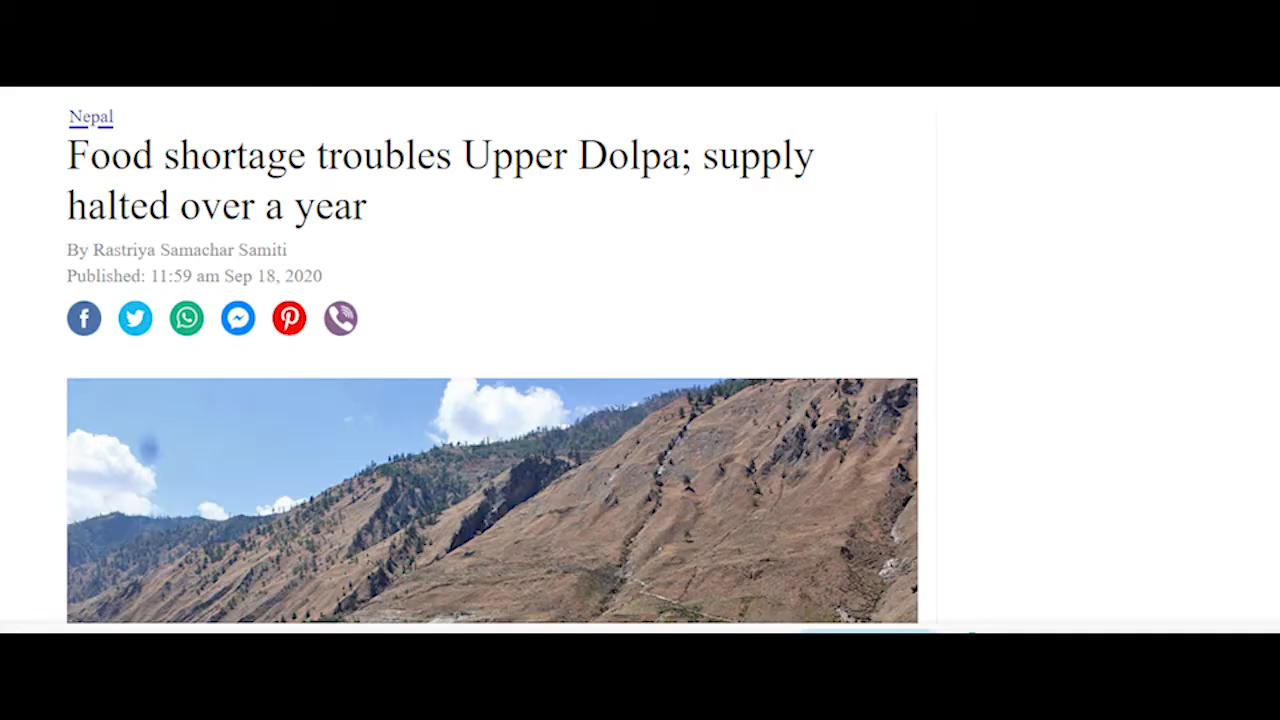 Nepal
Food shortage troubles Upper Dolpa; supply
halted over a year
By Rastriya Samachar Samiti
Published: 11:59 am Sep 18, 2020